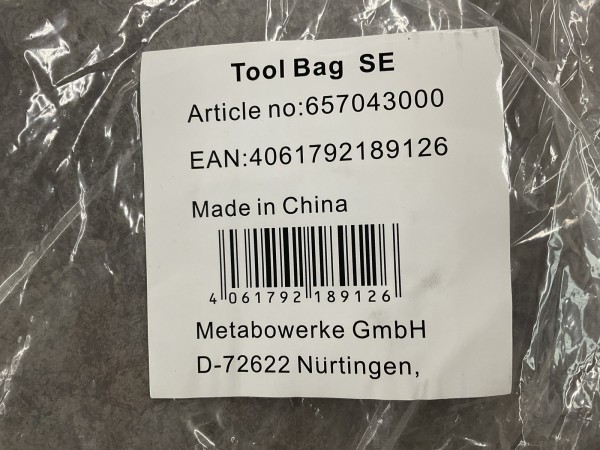 Tool Bag SE
Article no:657043000
EAN:4061792189126
Made in China
4 061792 189126
Metabowerke GmbH
D-72622 Nürtingen,